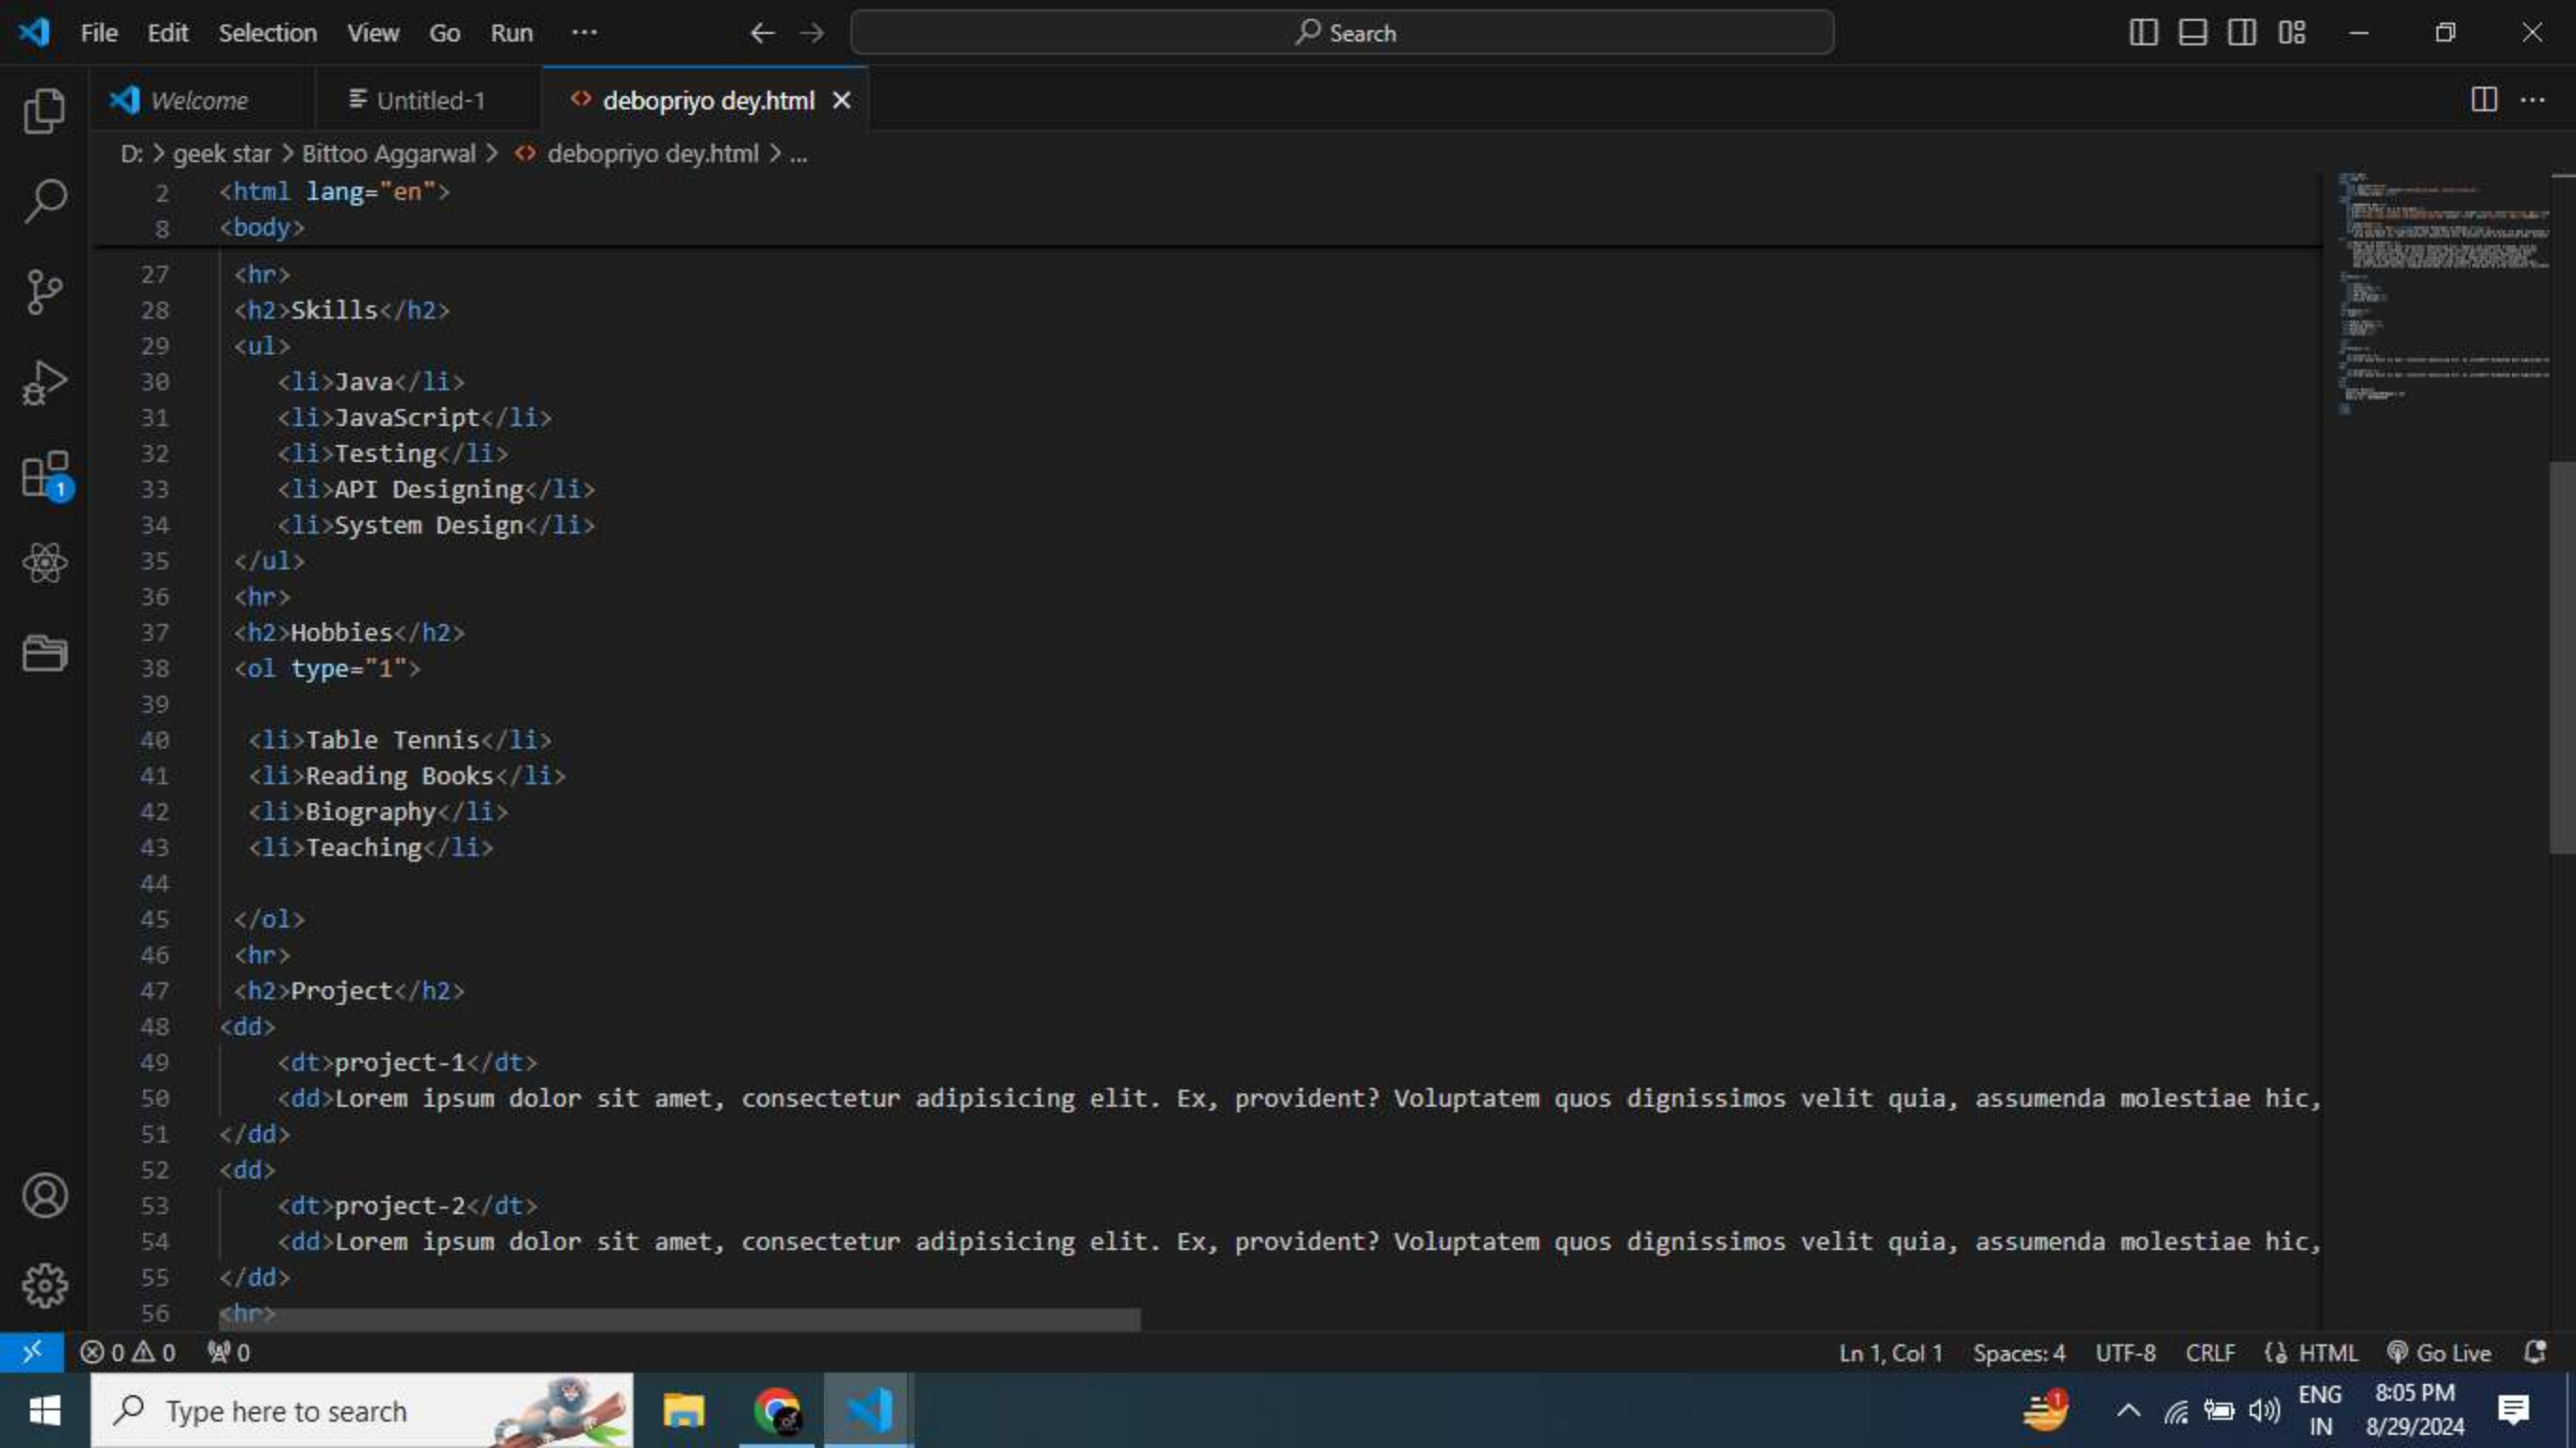 File Edit Selection View Go Run ··· Search
Welcome Untitled-1 debopriyo dey.html
D: > geek star > Bittoo Aggarwal > debopriyo dey.html > ...
2 <html lang="en">
8 <body>
27 <hr>
28 <h2>Skills</h2>
29 <ul>
30 <li>Java</li>
31 <li>JavaScript</li>
32 <li>Testing</li>
33 <li>API Designing</li>
34 <li>System Design</li>
35 </ul>
36 <hr>
37 <h2>Hobbies</h2>
38 <ol type="1">
39
40 <li>Table Tennis</li>
41 <li>Reading Books</li>
42 <li>Biography</li>
43 <li>Teaching</li>
44
45 </ol>
46 <hr>
47 <h2>Project</h2>
48 <dd>
49 <dt>project-1</dt>
50 <dd>Lorem ipsum dolor sit amet, consectetur adipisicing elit. Ex, provident? Voluptatem quos dignissimos velit quia, assumenda molestiae hic,
51 </dd>
52 <dd>
53 <dt>project-2</dt>
54 <dd>Lorem ipsum dolor sit amet, consectetur adipisicing elit. Ex, provident? Voluptatem quos dignissimos velit quia, assumenda molestiae hic,
55 </dd>
56 <hr>
1
0 0 0 Ln 1, Col 1 Spaces: 4 UTF-8 CRLF HTML Go Live
Type here to search 1 ENG 8:05 PM
IN 8/29/2024